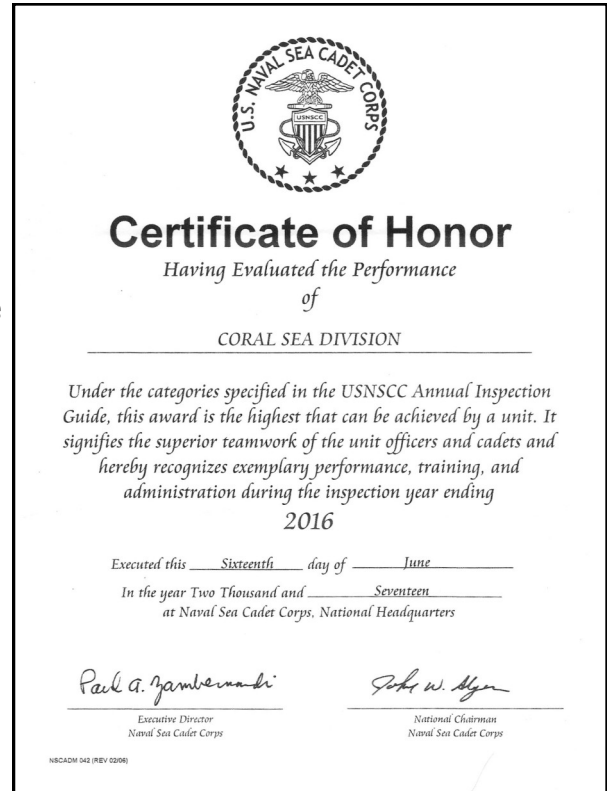 U.S. NAVAL SEA CADET CORPS
USNSCC
Certificate of Honor
Having Evaluated the Performance
of
CORAL SEA DIVISION
Under the categories specified in the USNSCC Annual Inspection
Guide, this award is the highest that can be achieved by a unit. It
signifies the superior teamwork of the unit officers and cadets and
hereby recognizes exemplary performance, training, and
administration during the inspection year ending
2016
Executed this Sixteenth day of June
In the year Two Thousand and Seventeen
at Naval Sea Cadet Corps, National Headquarters
Paul a. John W.
Executive Director National Chairman
Naval Sea Cadet Corps Naval Sea Cadet Corps
NSCADM 042 (REV 02/06)